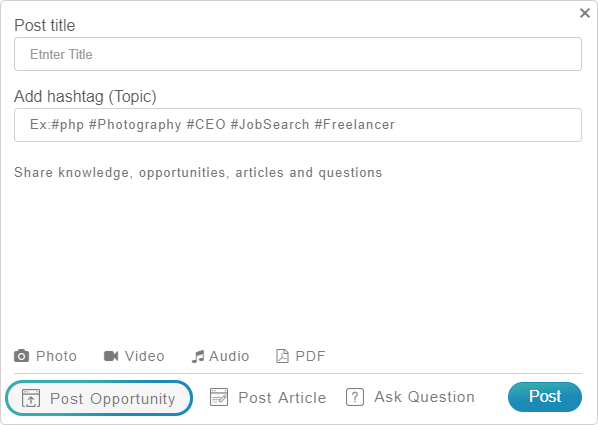 Post title
Etnter Title
Add hashtag (Topic)
Ex:#php #Photography #CEO #JobSearch #Freelancer
Share knowledge, opportunities, articles and questions
Photo Video Audio PDF
Post Opportunity Post Article Ask Question Post